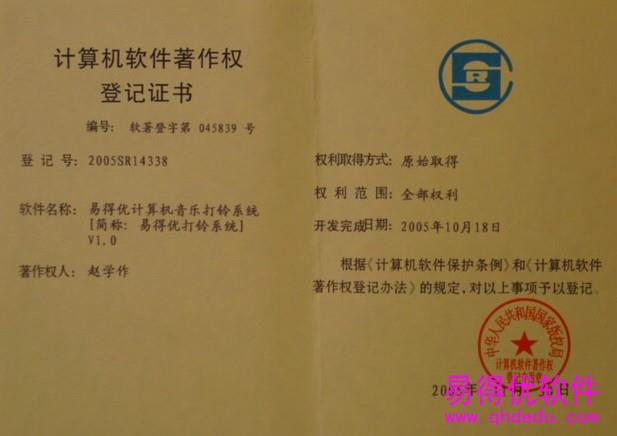 计算机软件著作权
登记证书
编号: 软著登字第 045839 号
登记号: 2005SR14338
软件名称: 易得优计算机音乐打铃系统
[简称: 易得优打铃系统]
V1.0
著作权人: 赵学作
SR
权利取得方式: 原始取得
权利范围: 全部权利
开发完成日期: 2005年10月18日
根据《计算机软件保护条例》和《计算机软件
著作权登记办法》的规定,对以上事项予以登记。
中华人民共和国国家版权局
计算机软件著作权
2005年 月 日
易得优软件
www.qhdedu.com